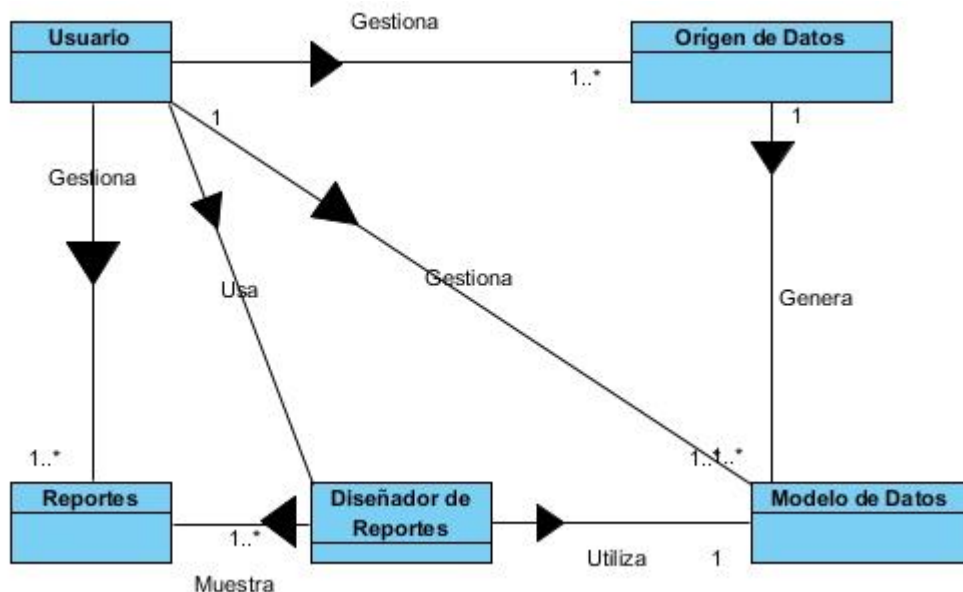 Gestiona
Usuario
Origen de Datos
1..*
1
1
Gestiona
Usa
Gestiona
Genera
1..*
1..*
1..*
Reportes
Diseñador de
Reportes
Modelo de Datos
1..*
Utiliza
1
Muestra